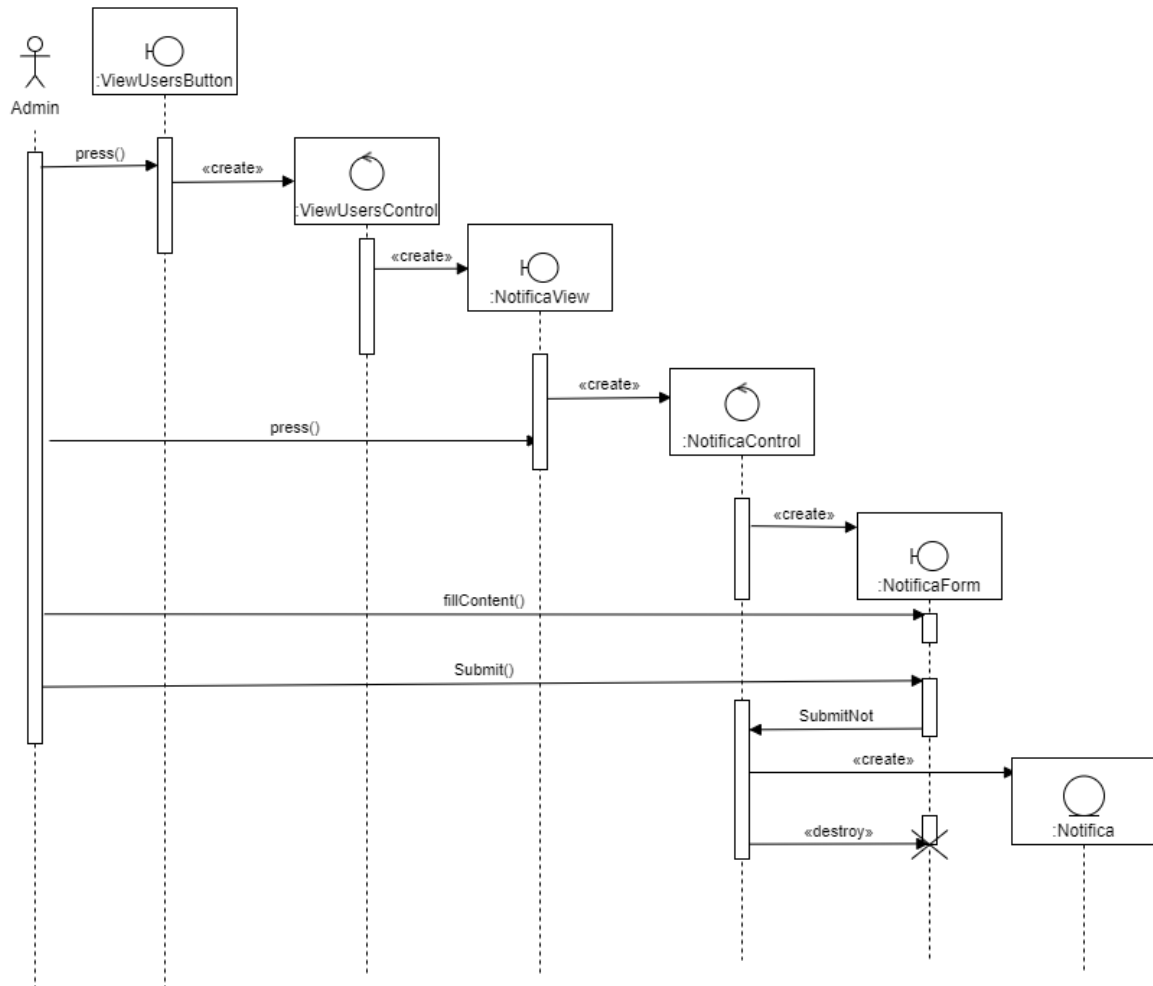 :ViewUsersButton
Admin
press()
«create»
:ViewUsersControl
«create»
:NotificaView
«create»
press()
:NotificaControl
«create»
:NotificaForm
fillContent()
Submit()
SubmitNot
«create»
«destroy»
:Notifica